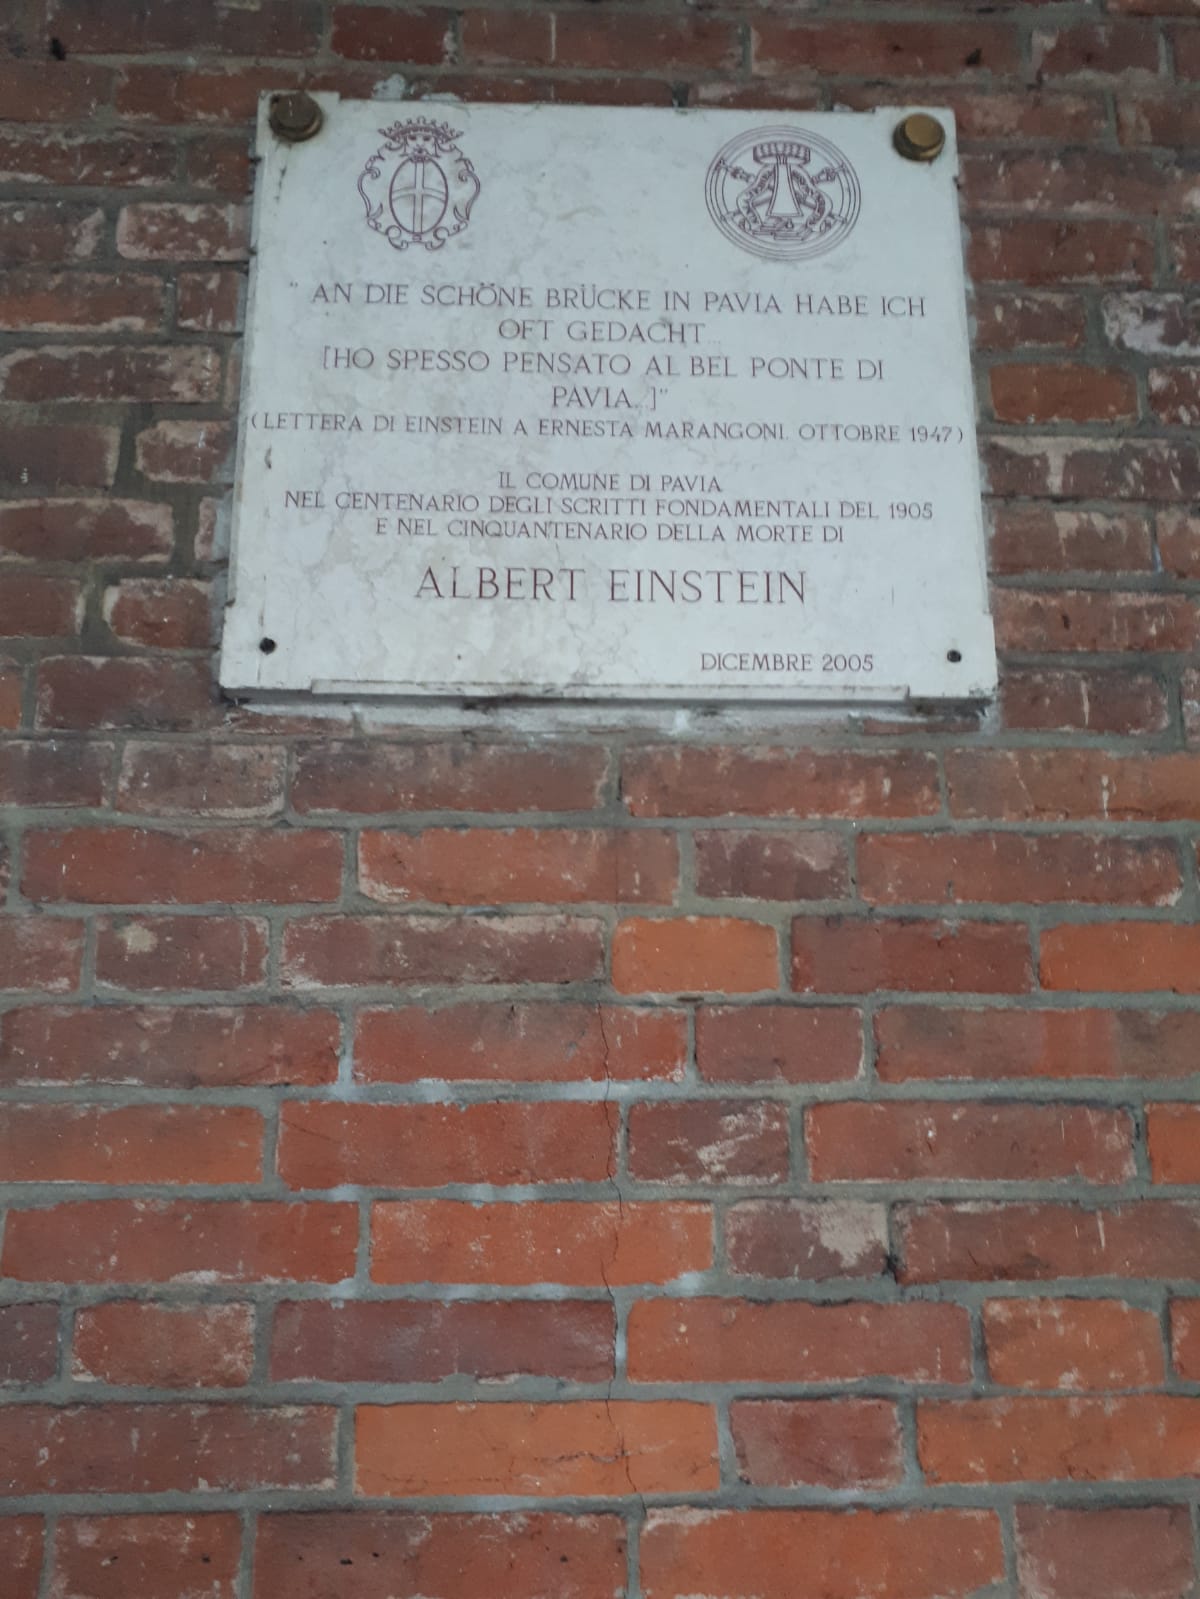 " AN DIE SCHÖNE BRÜCKE IN PAVIA HABE ICH
OFT GEDACHT...
[HO SPESSO PENSATO AL BEL PONTE DI
PAVIA...]"
(LETTERA DI EINSTEIN A ERNESTA MARANGONI. OTTOBRE 1947)
IL COMUNE DI PAVIA
NEL CENTENARIO DEGLI SCRITTI FONDAMENTALI DEL 1905
E NEL CINQUANTENARIO DELLA MORTE DI
ALBERT EINSTEIN
DICEMBRE 2005